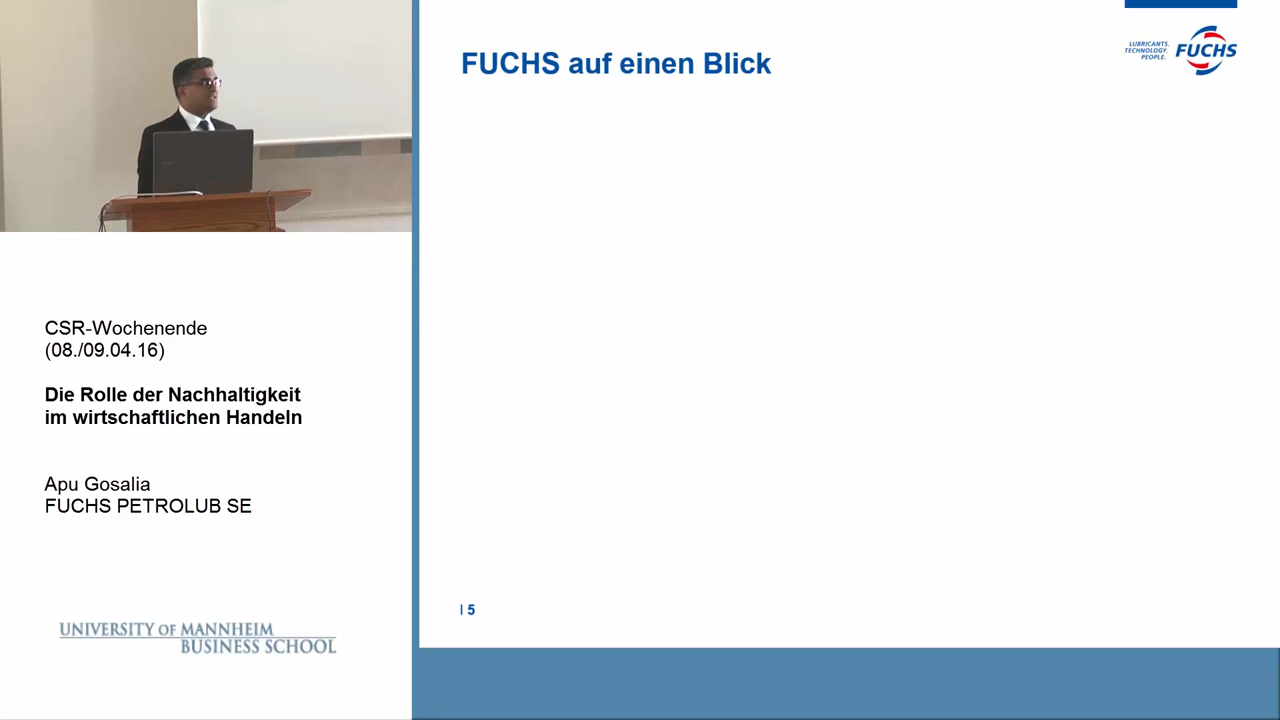 FUCHS auf einen Blick
LUBRICANTS.
TECHNOLOGY.
PEOPLE.
FUCHS
CSR-Wochenende
(08./09.04.16)
Die Rolle der Nachhaltigkeit
im wirtschaftlichen Handeln
Apu Gosalia
FUCHS PETROLUB SE
UNIVERSITY OF MANNHEIM
BUSINESS SCHOOL
| 5